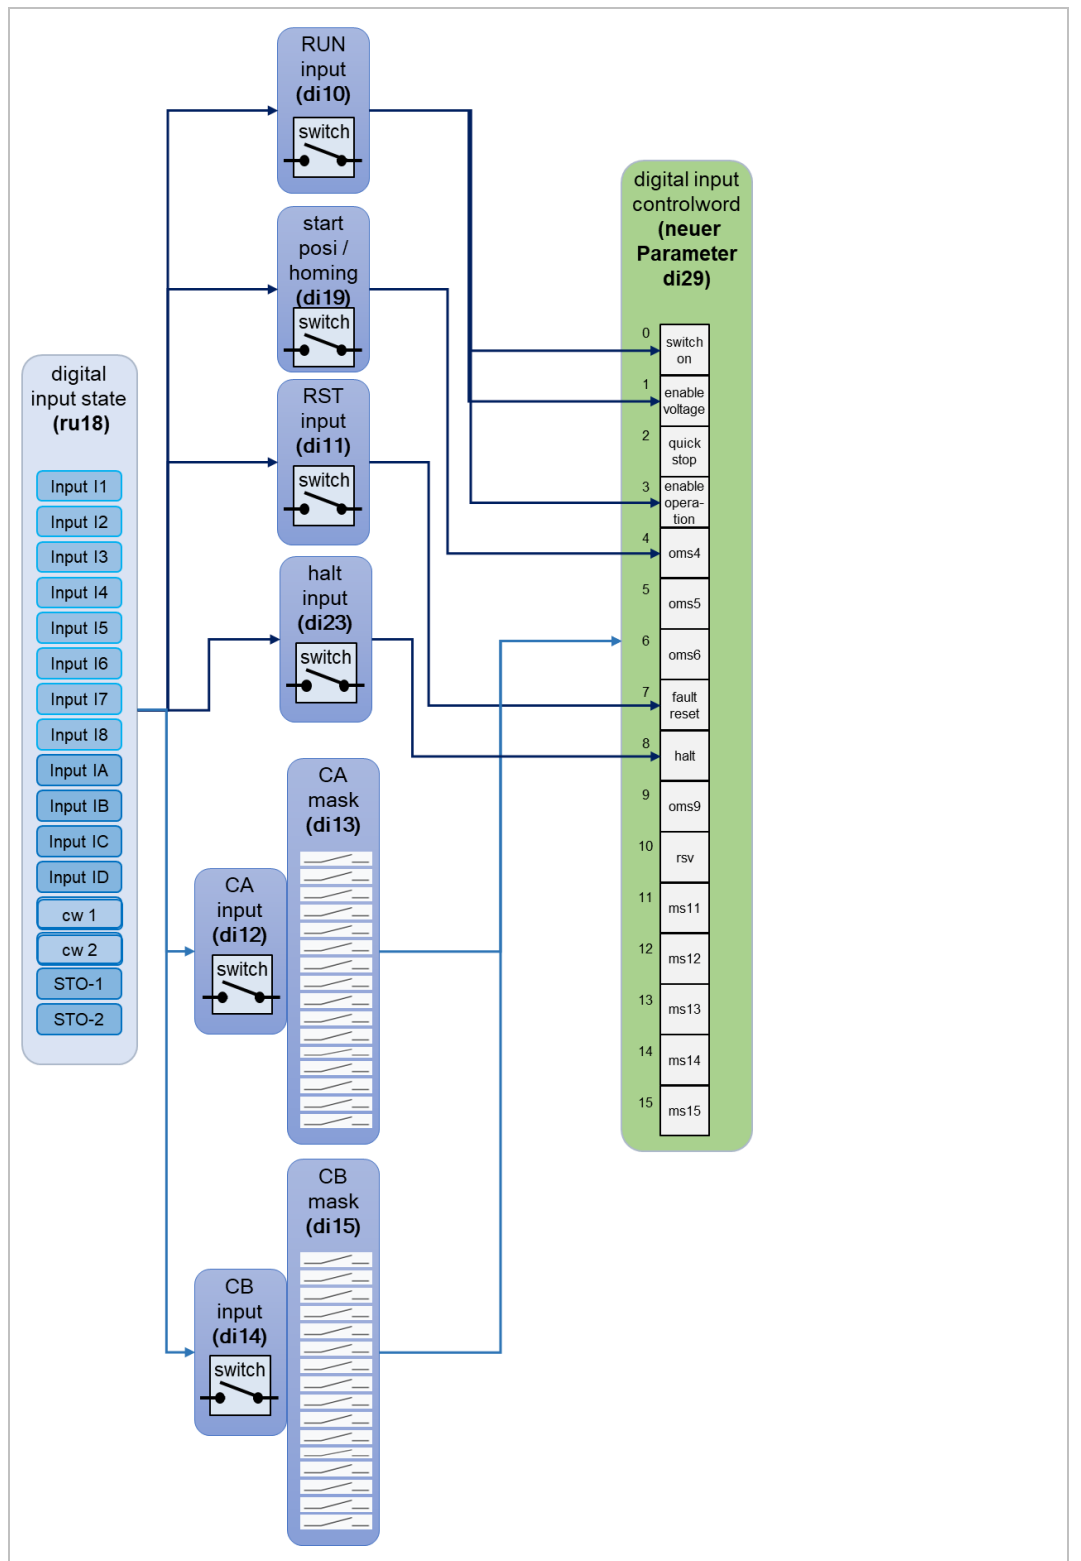 RUN
input
(di10)
switch
start
posi /
homing
(di19)
switch
RST
input
(di11)
switch
halt
input
(di23)
switch
CA
mask
(di13)
CA
input
(di12)
switch
CB
mask
(di15)
CB
input
(di14)
switch
digital
input state
(ru18)
Input I1
Input I2
Input I3
Input I4
Input I5
Input I6
Input I7
Input I8
Input IA
Input IB
Input IC
Input ID
cw 1
cw 2
STO-1
STO-2
digital input
controlword
(neuer
Parameter
di29)
0
switch
on
1
enable
voltage
2
quick
stop
3
enable
opera-
tion
4
oms4
5
oms5
6
oms6
7
fault
reset
8
halt
9
oms9
10
rsv
11
ms11
12
ms12
13
ms13
14
ms14
15
ms15